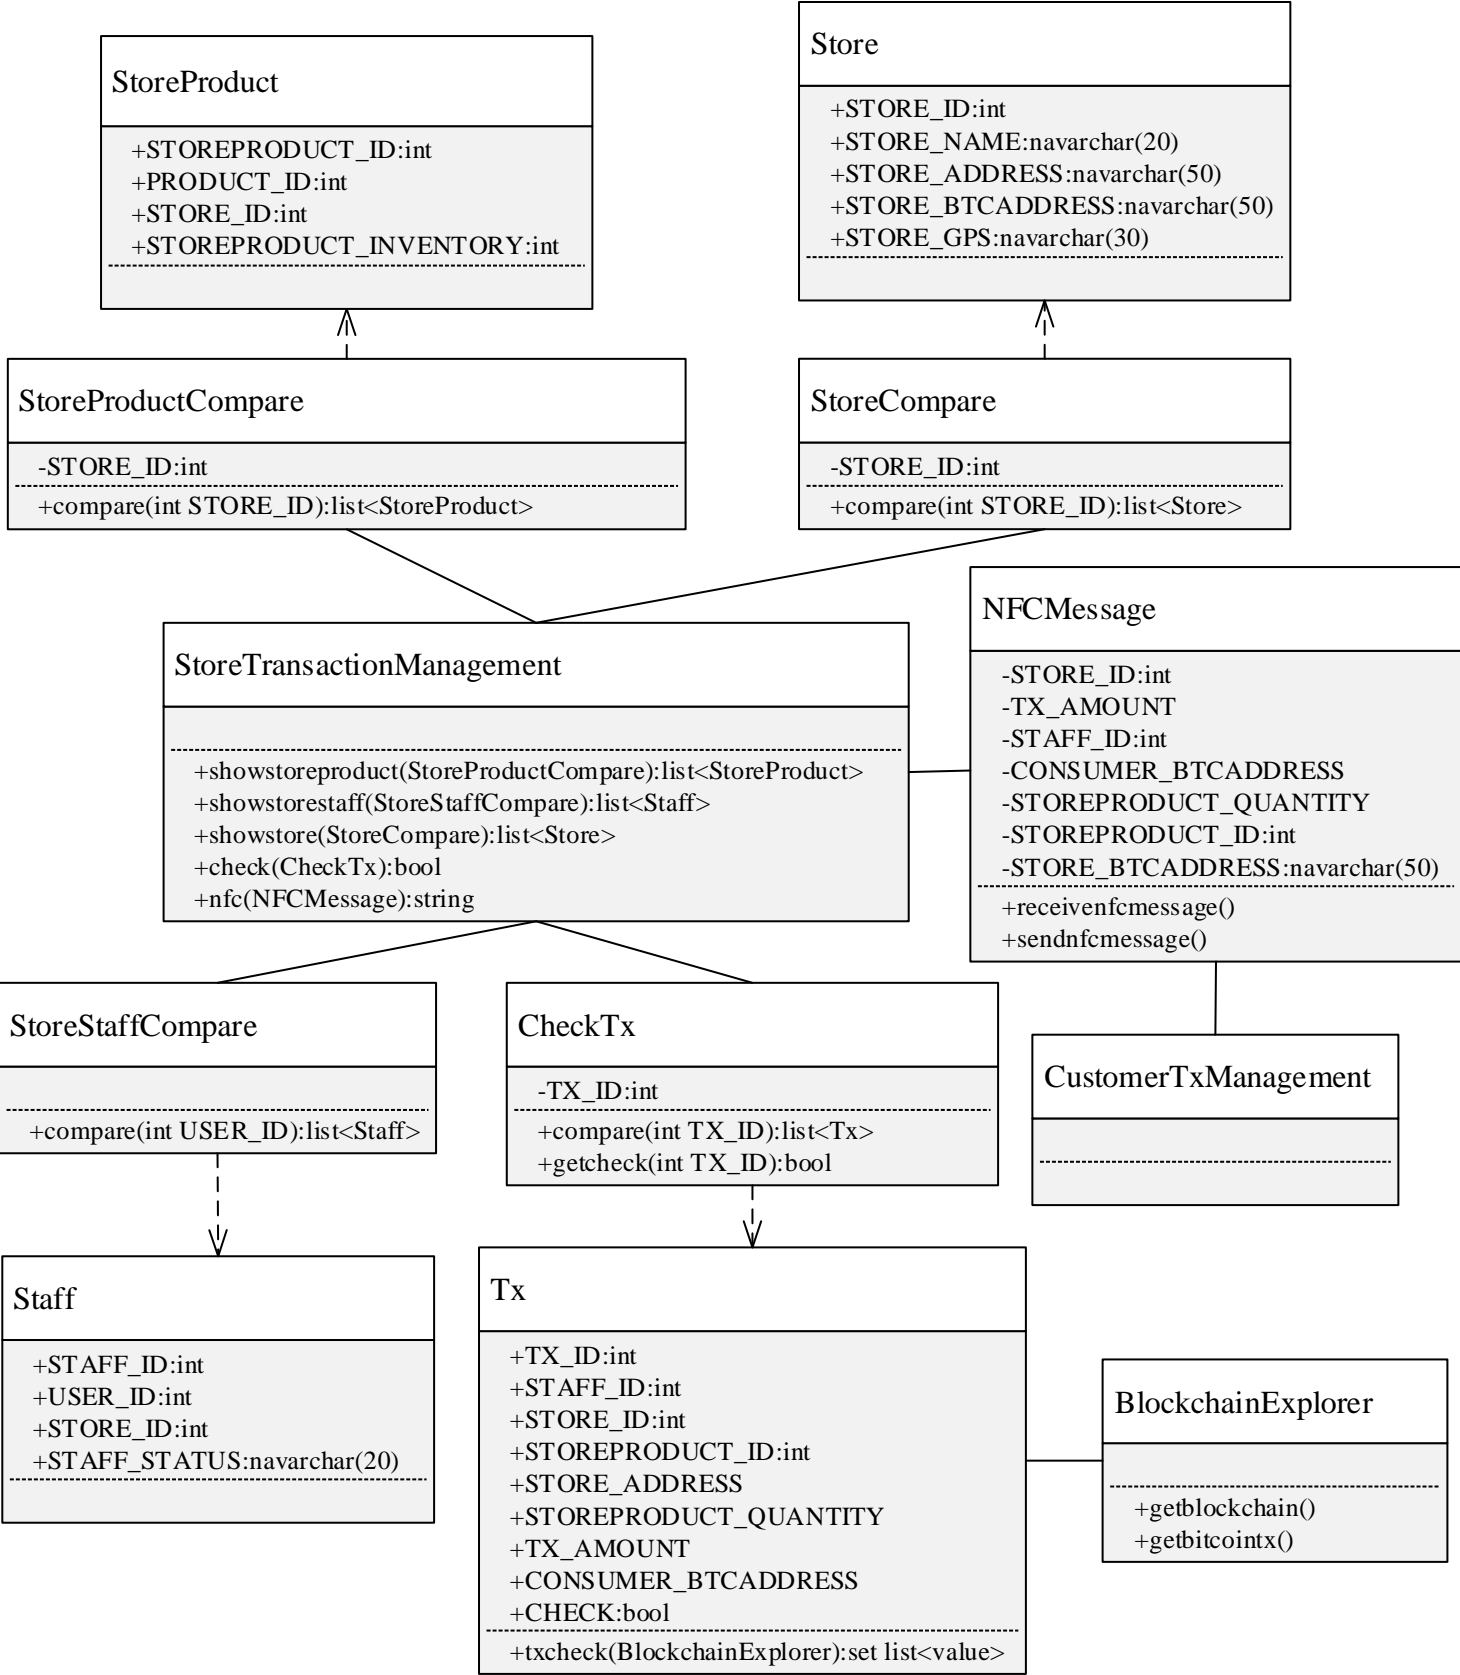 StoreProduct
+STOREPRODUCT_ID:int
+PRODUCT_ID:int
+STORE_ID:int
+STOREPRODUCT_INVENTORY:int
Store
+STORE_ID:int
+STORE_NAME:navarchar(20)
+STORE_ADDRESS:navarchar(50)
+STORE_BTCADDRESS:navarchar(50)
+STORE_GPS:navarchar(30)
StoreProductCompare
-STORE_ID:int
+compare(int STORE_ID):list<StoreProduct>
StoreCompare
-STORE_ID:int
+compare(int STORE_ID):list<Store>
StoreTransactionManagement
+showstoreproduct(StoreProductCompare):list<StoreProduct>
+showstorestaff(StoreStaffCompare):list<Staff>
+showstore(StoreCompare):list<Store>
+check(CheckTx):bool
+nfc(NFCMessage):string
NFCMessage
-STORE_ID:int
-TX_AMOUNT
-STAFF_ID:int
-CONSUMER_BTCADDRESS
-STOREPRODUCT_QUANTITY
-STOREPRODUCT_ID:int
-STORE_BTCADDRESS:navarchar(50)
+receivenfcmessage()
+sendnfcmessage()
StoreStaffCompare
+compare(int USER_ID):list<Staff>
CheckTx
-TX_ID:int
+compare(int TX_ID):list<Tx>
+getcheck(int TX_ID):bool
CustomerTxManagement
Staff
+STAFF_ID:int
+USER_ID:int
+STORE_ID:int
+STAFF_STATUS:navarchar(20)
Tx
+TX_ID:int
+STAFF_ID:int
+STORE_ID:int
+STOREPRODUCT_ID:int
+STORE_ADDRESS
+STOREPRODUCT_QUANTITY
+TX_AMOUNT
+CONSUMER_BTCADDRESS
+CHECK:bool
+txcheck(BlockchainExplorer):set list<value>
BlockchainExplorer
+getblockchain()
+getbitcointx()